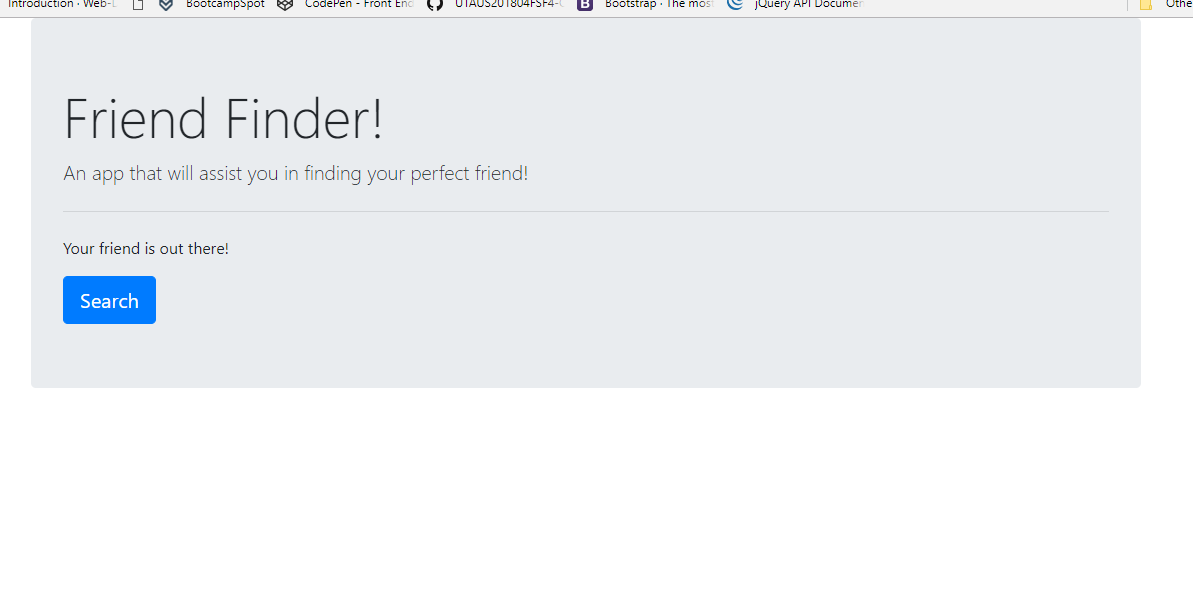 Introduction · Web- BootcampSpot CodePen - Front End UTAUS201804FSF4- Bootstrap · The most jQuery API Documen Othe
Friend Finder!
An app that will assist you in finding your perfect friend!
Your friend is out there!
Search